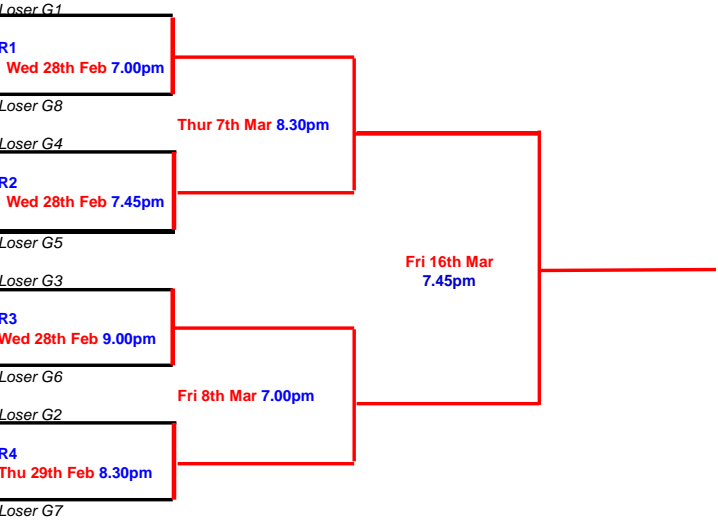 Loser G1
R1
Wed 28th Feb 7.00pm
Loser G8
Thur 7th Mar 8.30pm
Loser G4
R2
Wed 28th Feb 7.45pm
Loser G5
Fri 16th Mar
7.45pm
Loser G3
R3
Wed 28th Feb 9.00pm
Loser G6
Fri 8th Mar 7.00pm
Loser G2
R4
Thu 29th Feb 8.30pm
Loser G7